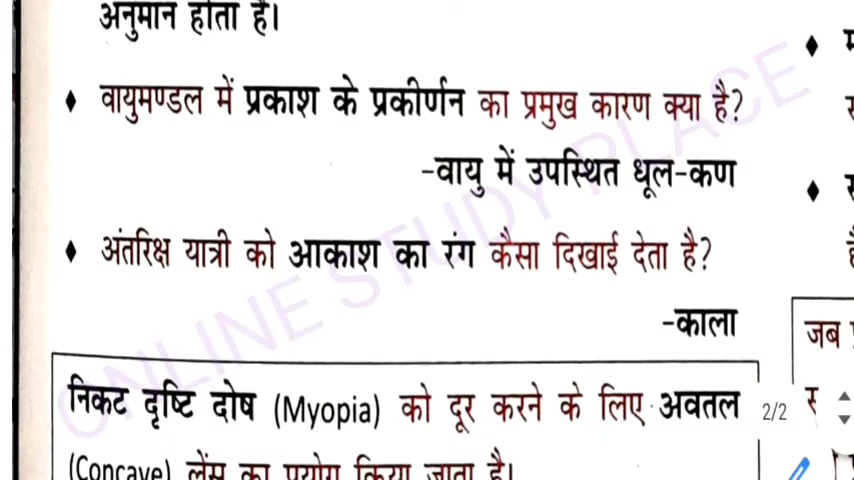 अनुमान होता है।
♦ वायुमण्डल में प्रकाश के प्रकीर्णन का प्रमुख कारण क्या है?
-वायु में उपस्थित धूल-कण
♦ अंतरिक्ष यात्री को आकाश का रंग कैसा दिखाई देता है?
-काला
निकट दृष्टि दोष (Myopia) को दूर करने के लिए अवतल
(Concave) लेंस का प्रयोग किया जाता है।
जब
2/2
ONLINE STUDY PLACE